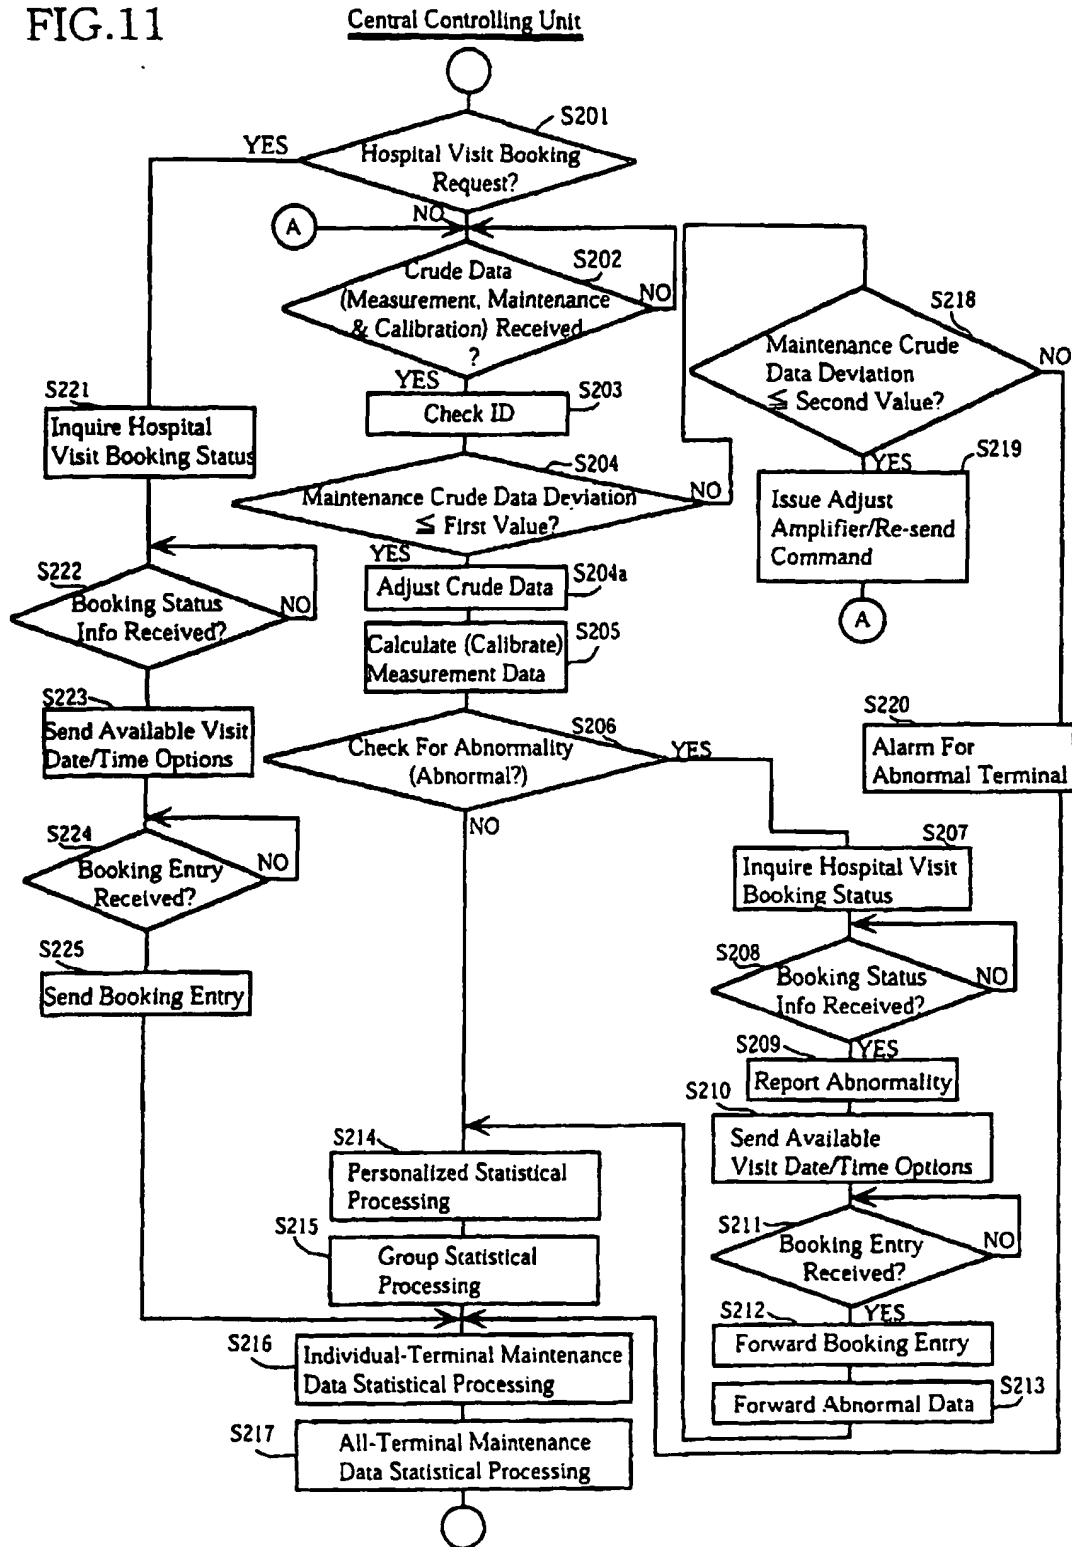 FIG.11
Central Controlling Unit
S201
YES
Hospital Visit Booking
Request?
NO
A
S202
Crude Data
(Measurement, Maintenance
& Calibration) Received
?
NO
YES
S203
Check ID
S204
Maintenance Crude Data Deviation
≦ First Value?
NO
YES
S204a
Adjust Crude Data
S205
Calculate (Calibrate)
Measurement Data
S206
Check For Abnormality
(Abnormal?)
YES
NO
S218
Maintenance Crude
Data Deviation
≦ Second Value?
NO
YES
S219
Issue Adjust
Amplifier/Re-send
Command
A
S220
Alarm For
Abnormal Terminal
S221
Inquire Hospital
Visit Booking Status
S222
Booking Status
Info Received?
NO
S223
Send Available Visit
Date/Time Options
S224
Booking Entry
Received?
NO
S225
Send Booking Entry
S207
Inquire Hospital Visit
Booking Status
S208
Booking Status
Info Received?
NO
YES
S209
Report Abnormality
S210
Send Available
Visit Date/Time Options
S211
Booking Entry
Received?
NO
YES
S212
Forward Booking Entry
S213
Forward Abnormal Data
S214
Personalized Statistical
Processing
S215
Group Statistical
Processing
S216
Individual-Terminal Maintenance
Data Statistical Processing
S217
All-Terminal Maintenance
Data Statistical Processing